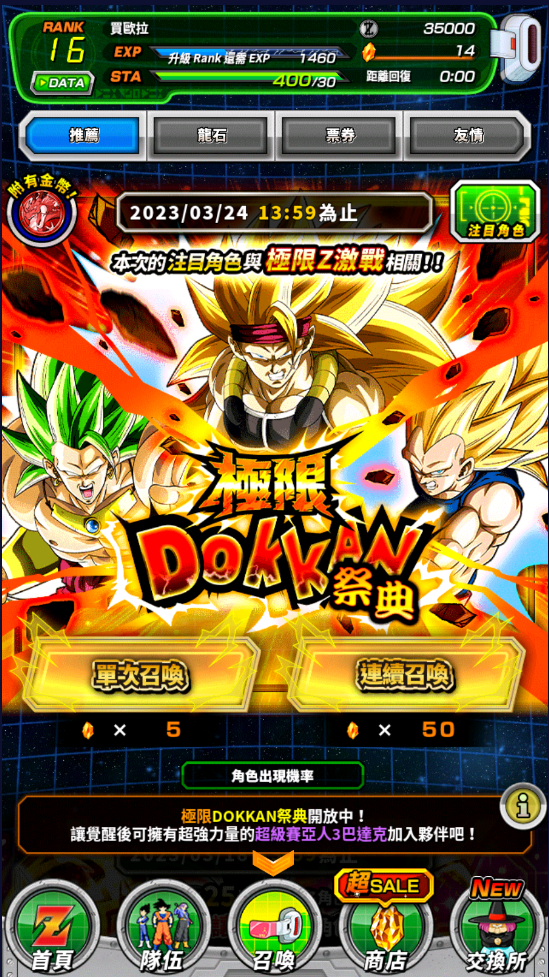 RANK
16
買歐拉
35000
EXP 升級 Rank 還需 EXP 1460
14
DATA
STA 400/30
距離回復 0:00
推薦
龍石
票券
友情
附有金幣!
2023/03/24 13:59為止
注目角色
本次的注目角色與極限Z激戰相關!!
極限
DOKKAN
祭典
單次召喚
連續召喚
× 5
× 50
角色出現機率
極限DOKKAN祭典開放中！
讓覺醒後可擁有超強力量的超級賽亞人3巴達克加入夥伴吧！
超SALE
NEW
首頁
隊伍
召喚
商店
交換所